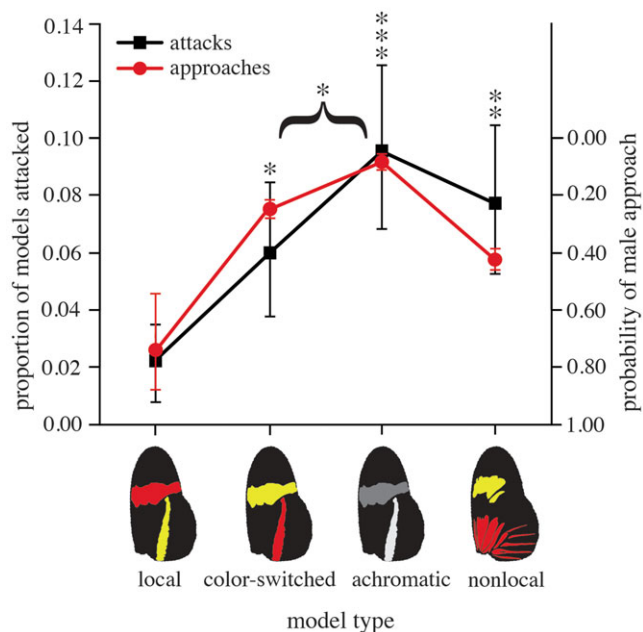 0.14
0.12
0.10
0.08
0.06
0.04
0.02
0.00
proportion of models attacked
attacks
approaches
*
*
***
**
0.00
0.20
0.40
0.60
0.80
1.00
probability of male approach
local
color-switched
achromatic
nonlocal
model type